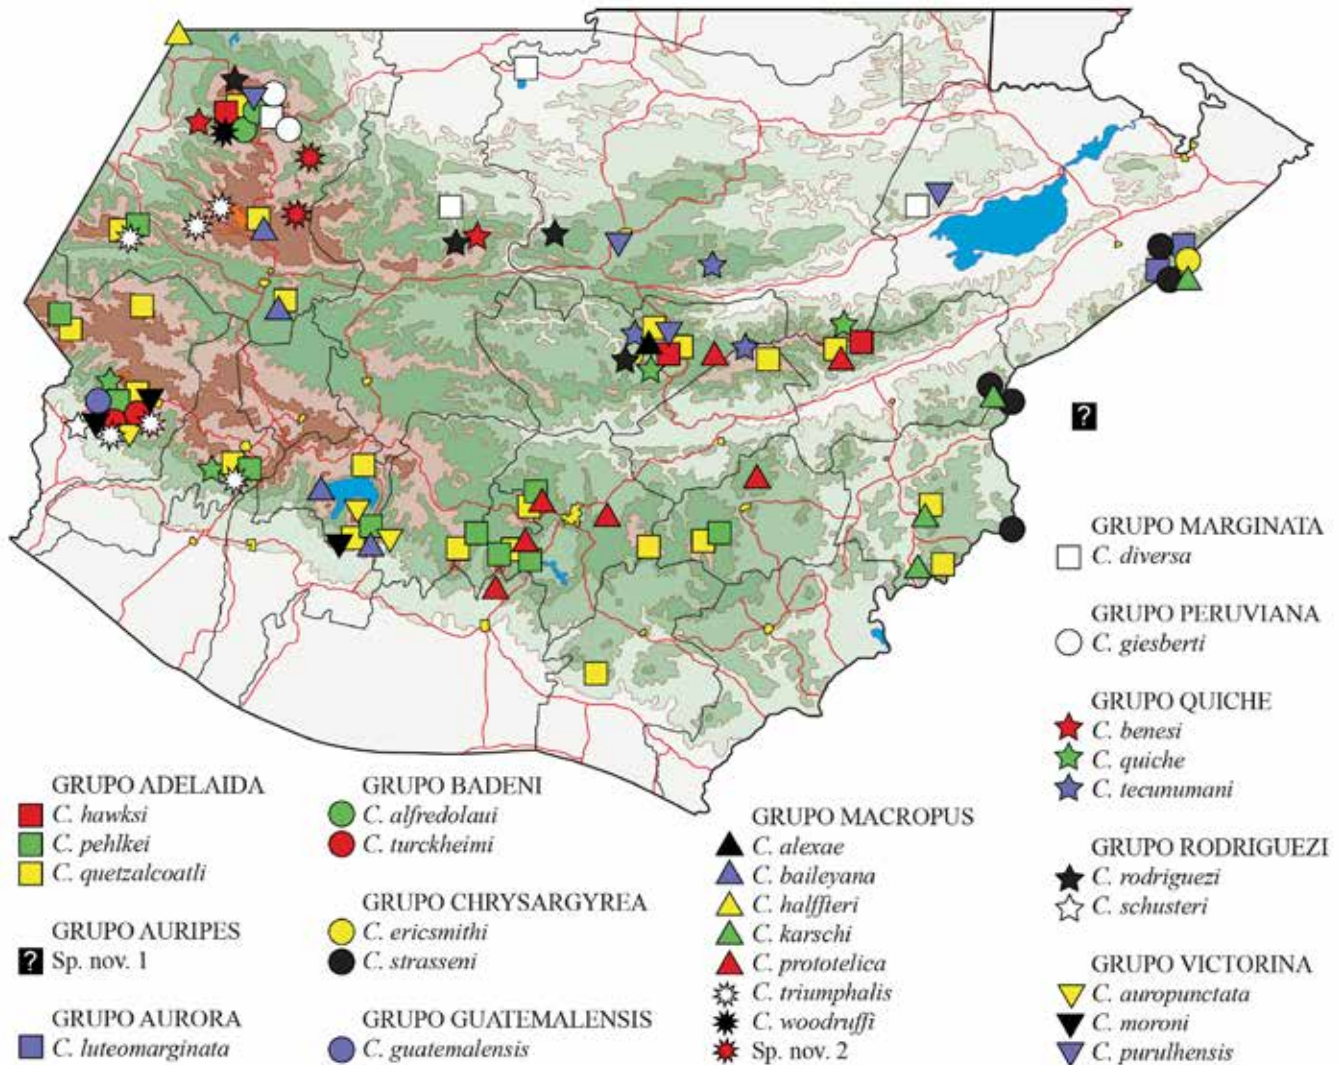 ?
GRUPO MARGINATA
C. diversa
GRUPO PERUVIANA
C. giesberti
GRUPO QUICHE
C. benesi
C. quiche
C. tecunumani
GRUPO RODRIGUEZI
C. rodriguezi
C. schusteri
GRUPO VICTORINA
C. auropunctata
C. moroni
C. purulhensis
GRUPO ADELAIDA
C. hawksi
C. pehlkei
C. quetzalcoatli
GRUPO AURIPES
? Sp. nov. 1
GRUPO AURORA
C. luteomarginata
GRUPO BADENI
C. alfredolaui
C. turckheimi
GRUPO CHRYSARGYREA
C. ericsmithi
C. strasseni
GRUPO GUATEMALENSIS
C. guatemalensis
GRUPO MACROPUS
C. alexae
C. baileyana
C. halffteri
C. karschi
C. prototelica
C. triumphalis
C. woodruffi
Sp. nov. 2